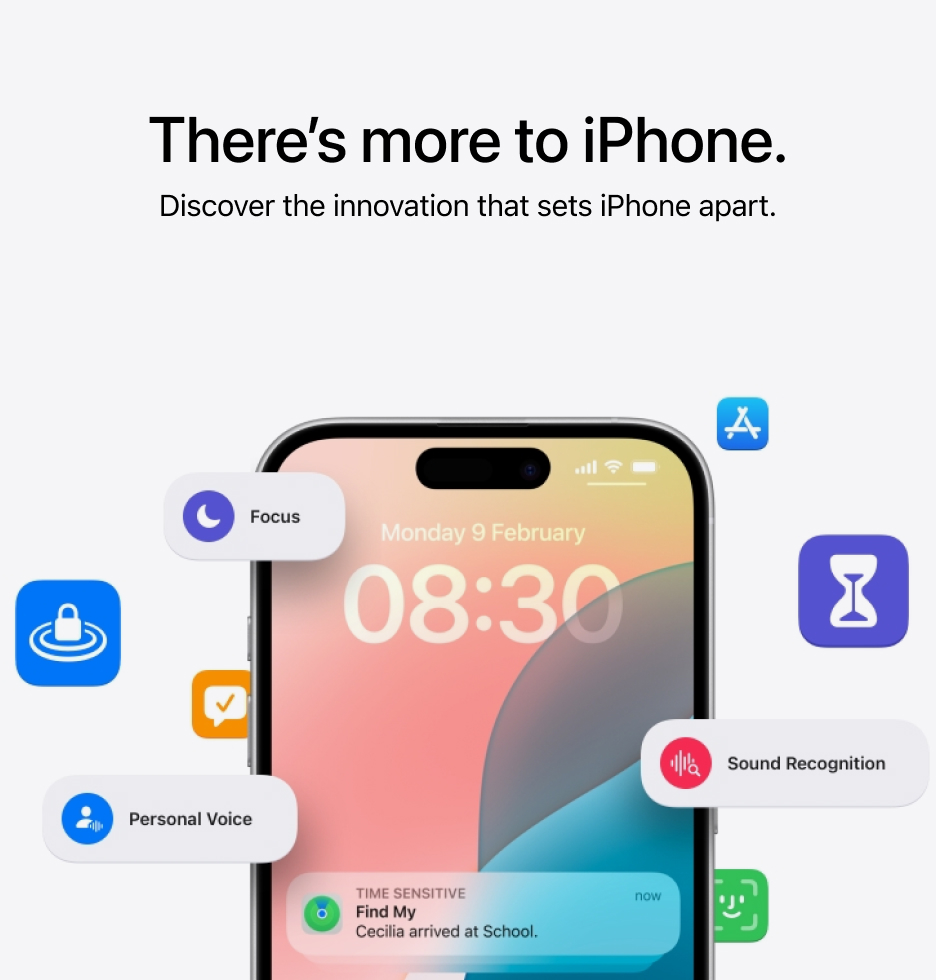 There’s more to iPhone.
Discover the innovation that sets iPhone apart.
Focus
Monday 9 February
08:30
Sound Recognition
Personal Voice
TIME SENSITIVE
now
Find My
Cecilia arrived at School.